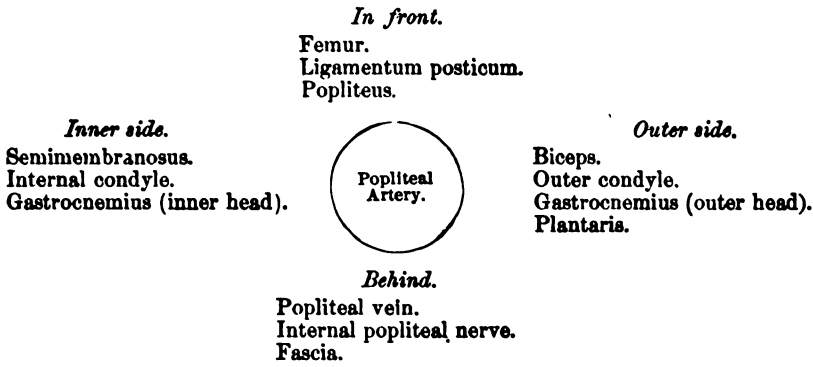 In front.
Femur.
Ligamentum posticum.
Popliteus.
Inner side.
Semimembranosus.
Internal condyle.
Gastrocnemius (inner head).
Popliteal
Artery.
Outer side.
Biceps.
Outer condyle.
Gastrocnemius (outer head).
Plantaris.
Behind.
Popliteal vein.
Internal popliteal nerve.
Fascia.